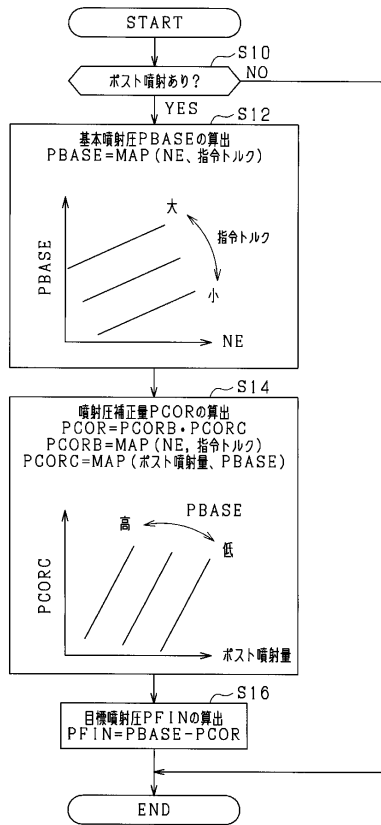 START
S10
ポスト噴射あり?
NO
YES
S12
基本噴射圧PBASEの算出
PBASE=MAP(NE、指令トルク)
大
指令トルク
小
PBASE
NE
S14
噴射圧補正量PCORの算出
PCOR=PCORB・PCORC
PCORB=MAP(NE,指令トルク)
PCORC=MAP(ポスト噴射量、PBASE)
PBASE
高
低
PCORC
ポスト噴射量
S16
目標噴射圧PFINの算出
PFIN=PBASE-PCOR
END